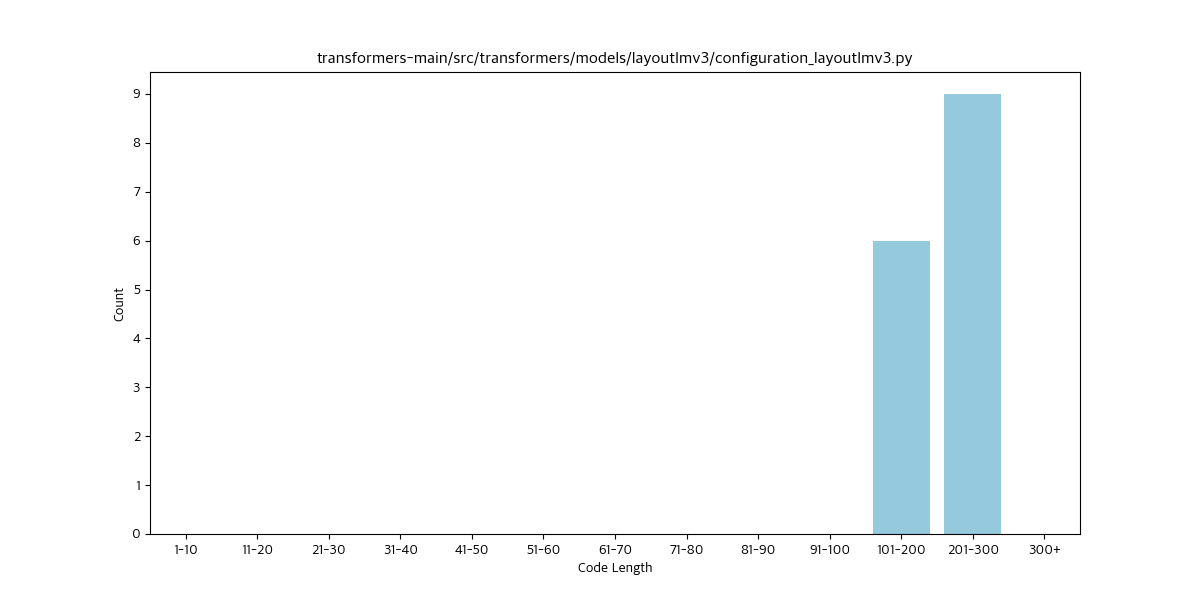 transformers-main/src/transformers/models/layoutlmv3/configuration_layoutlmv3.py
9
8
7
6
5
4
3
2
1
0
Count
1-10 11-20 21-30 31-40 41-50 51-60 61-70 71-80 81-90 91-100 101-200 201-300 300+
Code Length